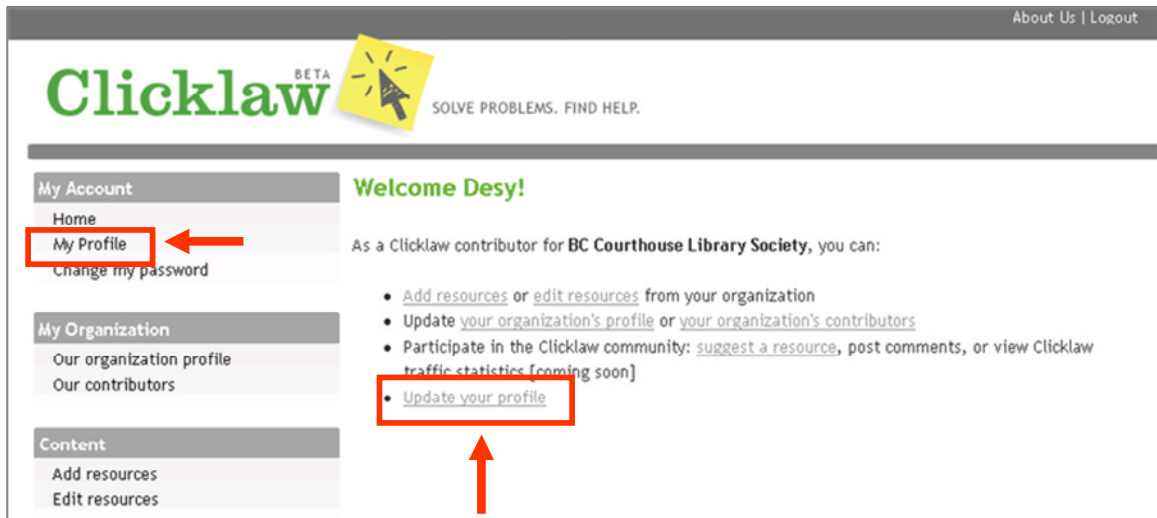 About Us | Logout
Clicklaw BETA
SOLVE PROBLEMS. FIND HELP.
My Account
Home
My Profile
Change my password
My Organization
Our organization profile
Our contributors
Content
Add resources
Edit resources
Welcome Desy!
As a Clicklaw contributor for BC Courthouse Library Society, you can:
• Add resources or edit resources from your organization
• Update your organization's profile or your organization's contributors
• Participate in the Clicklaw community: suggest a resource, post comments, or view Clicklaw
traffic statistics [coming soon]
• Update your profile